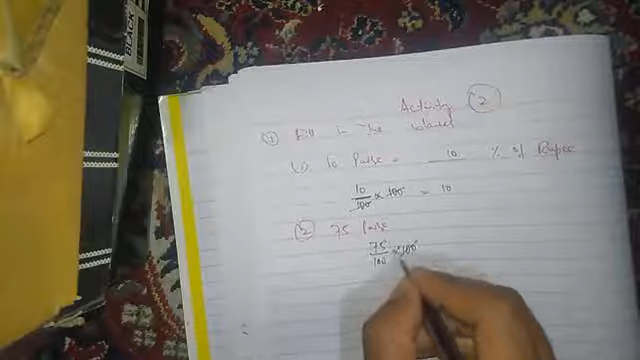 BLACK
Activity 2
1 Fill in the blanks
(1) 10 Paise = 10 % of Rupee
10/100 × 100 = 10
2 75 Paise
75/100 × 100